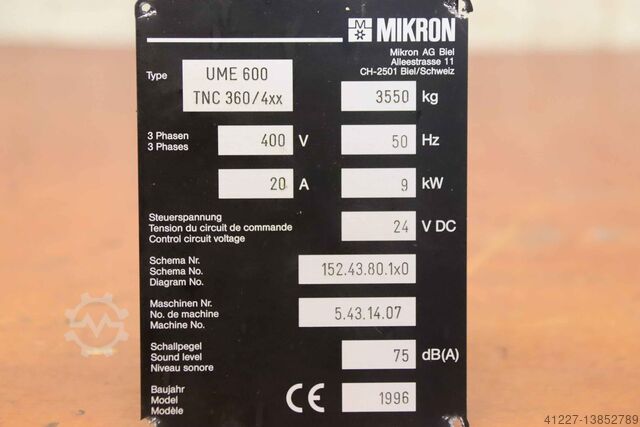 MIKRON
Mikron AG Biel
Alleestrasse 11
CH-2501 Biel/Schweiz
Type
UME 600
TNC 360/4xx
3550 kg
3 Phasen
3 Phases
400 V
50 Hz
20 A
9 kW
Steuerspannung
Tension du circuit de commande
Control circuit voltage
24 V DC
Schema Nr.
Schema No.
Diagram No.
152.43.80.1x0
Maschinen Nr.
No. de machine
Machine No.
5.43.14.07
Schallpegel
Sound level
Niveau sonore
75 dB(A)
Baujahr
Model
Modèle
CE
1996
41227-13852789